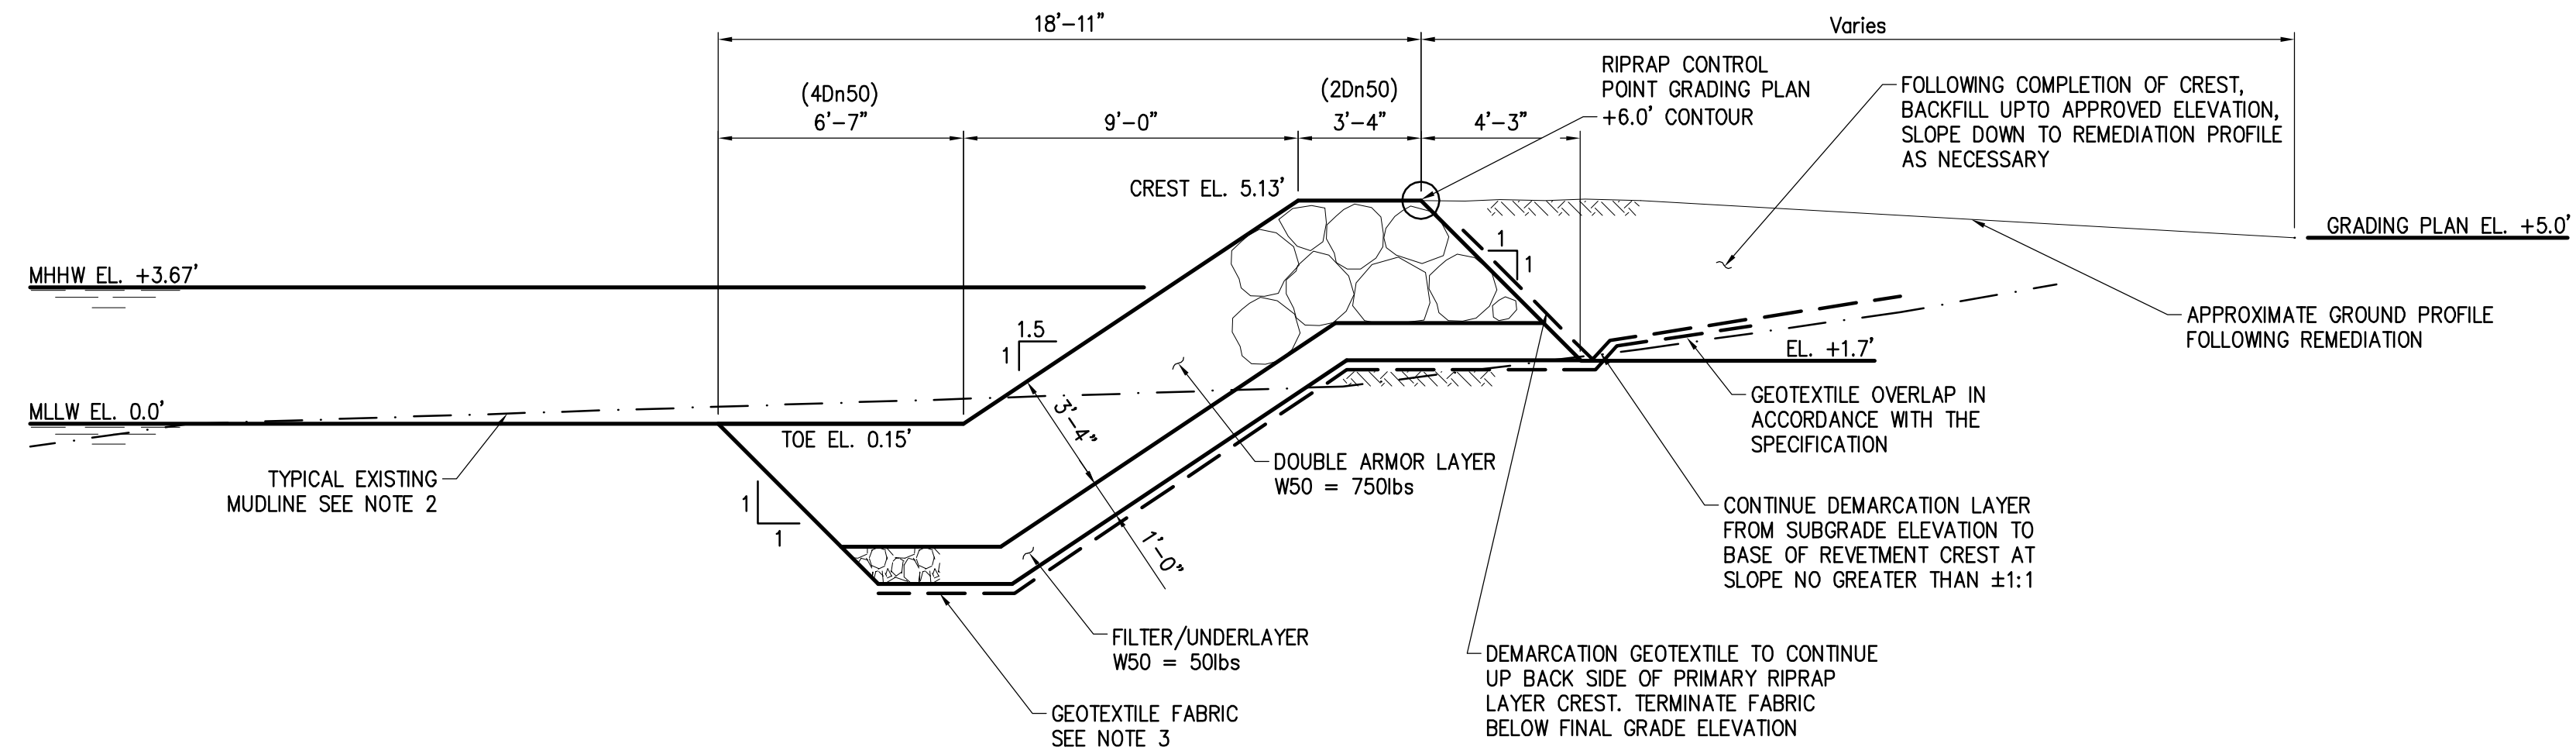 18'-11"
Varies
(4Dn50)
6'-7"
9'-0"
(2Dn50)
3'-4"
4'-3"
RIPRAP CONTROL
POINT GRADING PLAN
+6.0' CONTOUR
FOLLOWING COMPLETION OF CREST,
BACKFILL UPTO APPROVED ELEVATION,
SLOPE DOWN TO REMEDIATION PROFILE
AS NECESSARY
CREST EL. 5.13'
GRADING PLAN EL. +5.0'
1
1
MHHW EL. +3.67'
APPROXIMATE GROUND PROFILE
FOLLOWING REMEDIATION
1.5
1
EL. +1.7'
MLLW EL. 0.0'
TOE EL. 0.15'
3'-4"
GEOTEXTILE OVERLAP IN
ACCORDANCE WITH THE
SPECIFICATION
TYPICAL EXISTING
MUDLINE SEE NOTE 2
DOUBLE ARMOR LAYER
W50 = 750lbs
1
1
1'-0"
CONTINUE DEMARCATION LAYER
FROM SUBGRADE ELEVATION TO
BASE OF REVETMENT CREST AT
SLOPE NO GREATER THAN ±1:1
FILTER/UNDERLAYER
W50 = 50lbs
DEMARCATION GEOTEXTILE TO CONTINUE
UP BACK SIDE OF PRIMARY RIPRAP
LAYER CREST. TERMINATE FABRIC
BELOW FINAL GRADE ELEVATION
GEOTEXTILE FABRIC
SEE NOTE 3